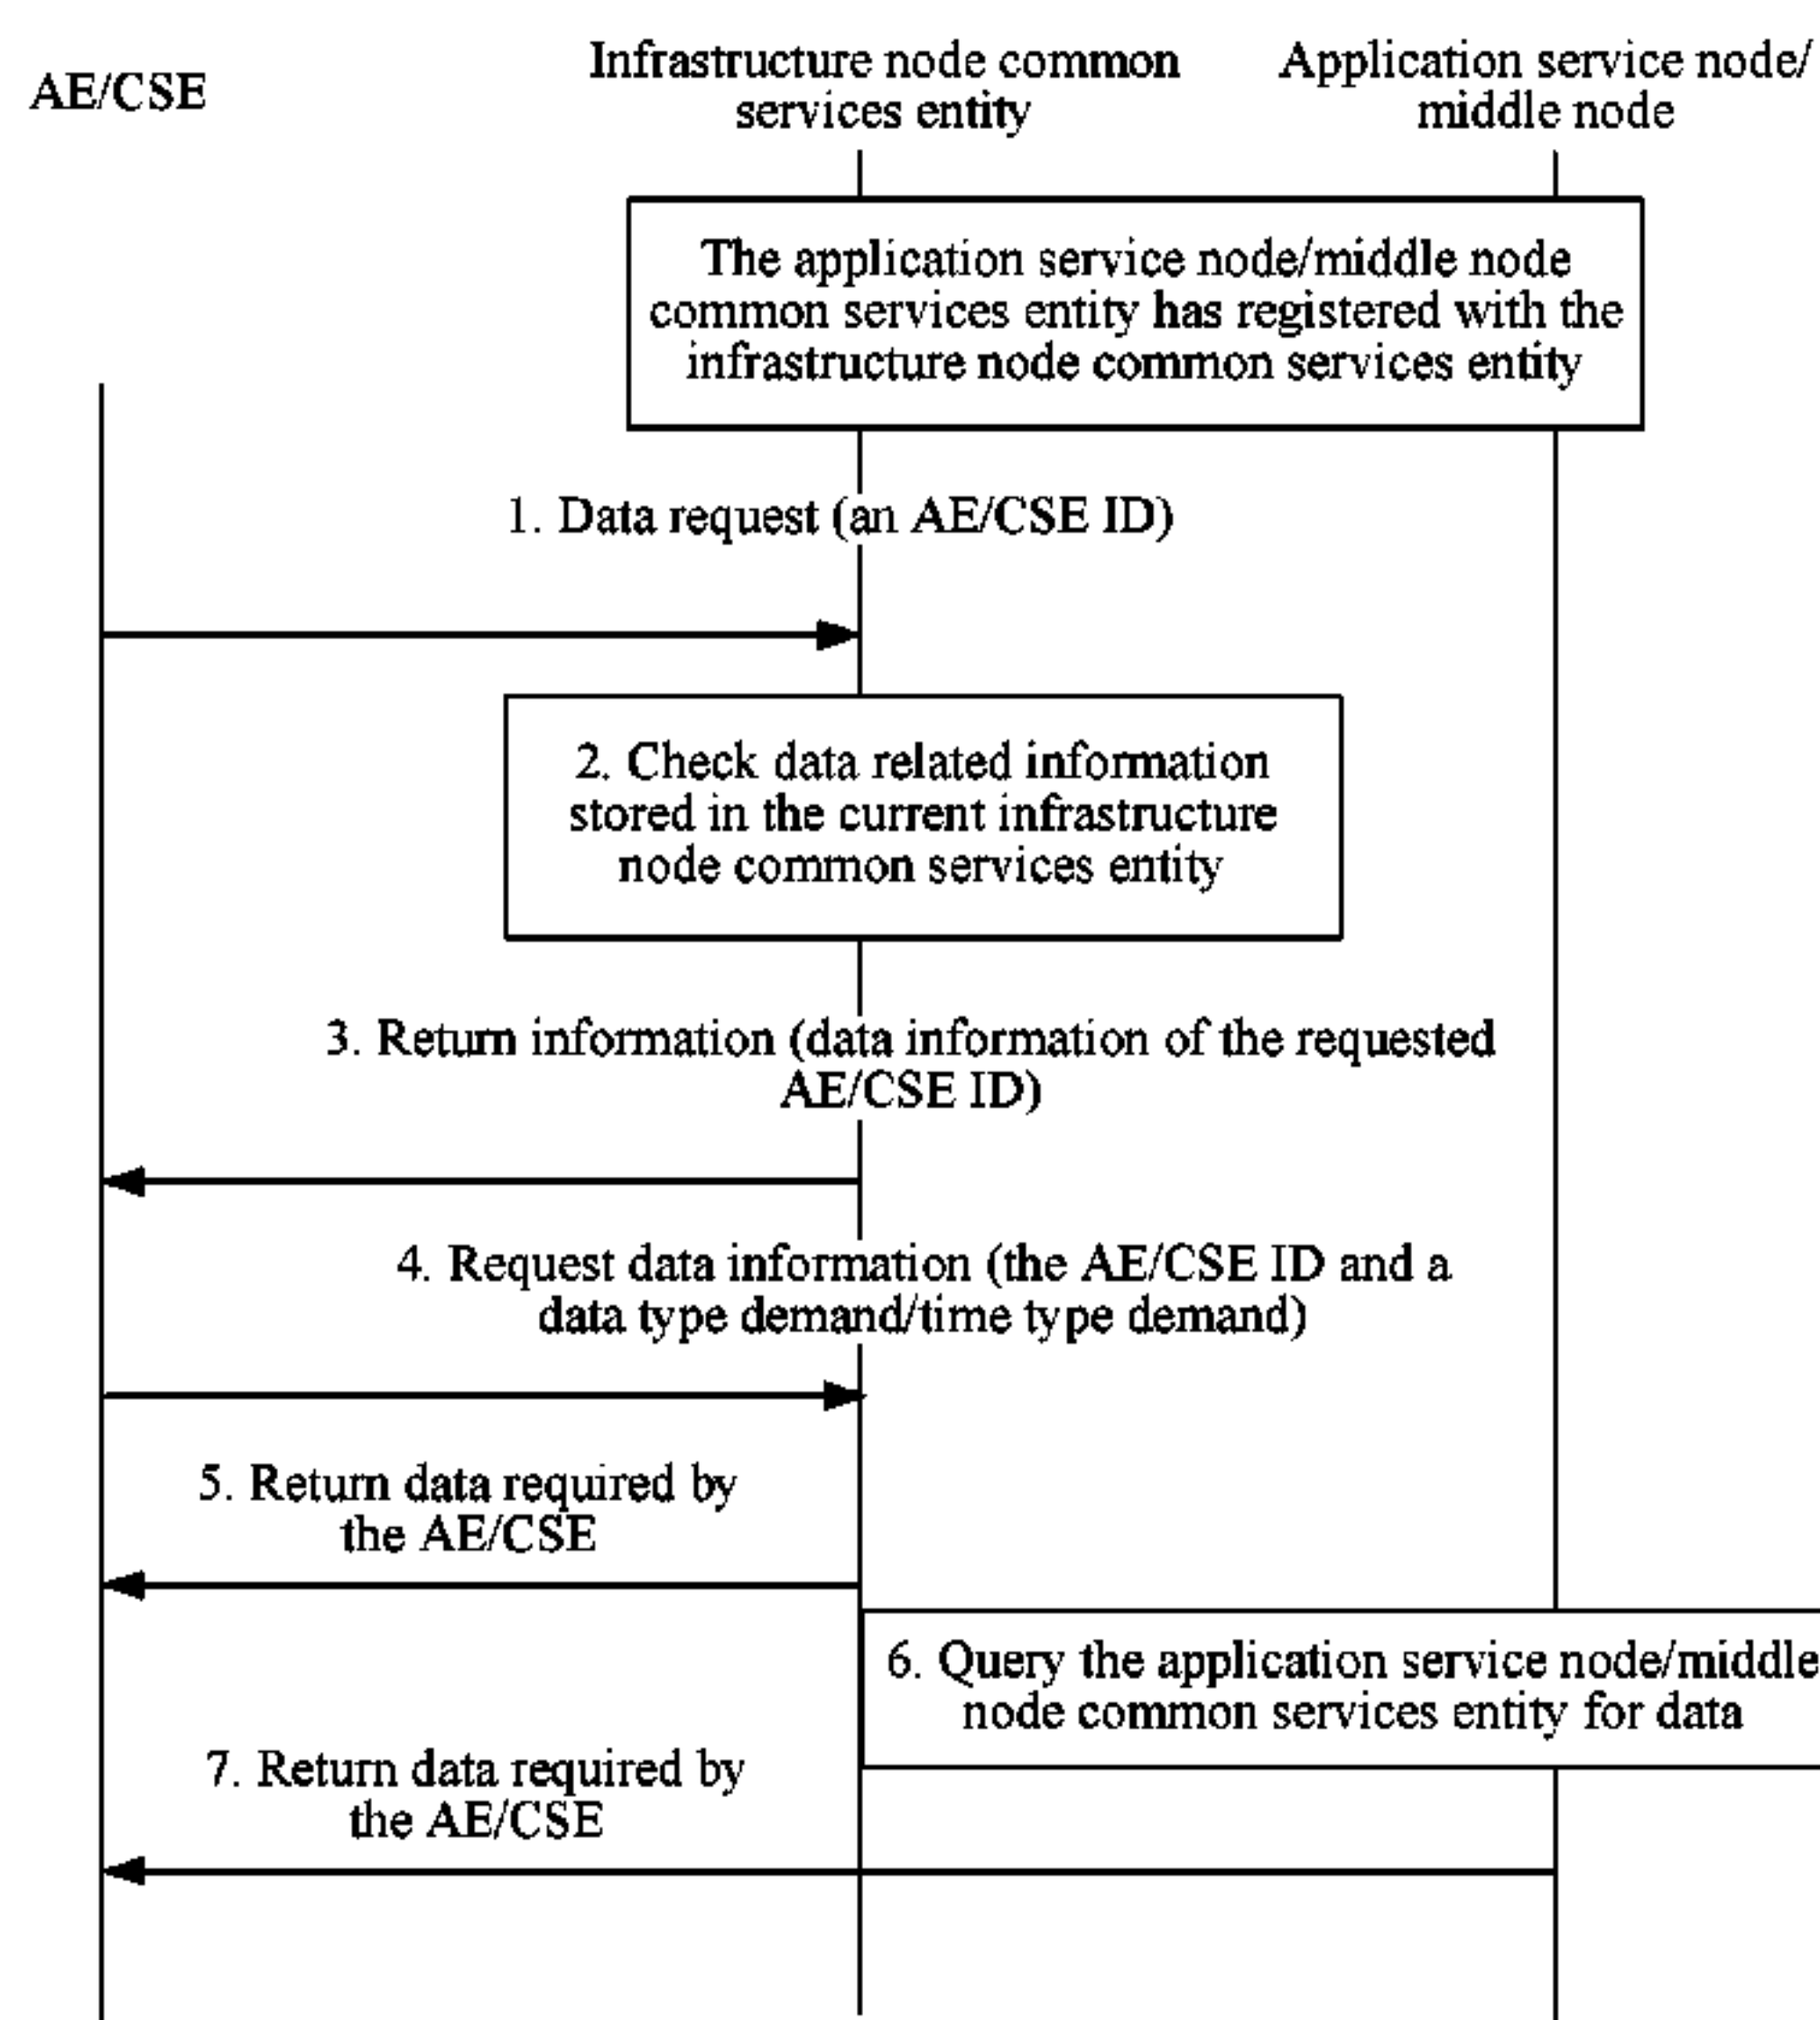 AE/CSE
Infrastructure node common
services entity
Application service node/
middle node
The application service node/middle node
common services entity has registered with the
infrastructure node common services entity
1. Data request (an AE/CSE ID)
2. Check data related information
stored in the current infrastructure
node common services entity
3. Return information (data information of the requested
AE/CSE ID)
4. Request data information (the AE/CSE ID and a
data type demand/time type demand)
5. Return data required by
the AE/CSE
6. Query the application service node/middle
node common services entity for data
7. Return data required by
the AE/CSE